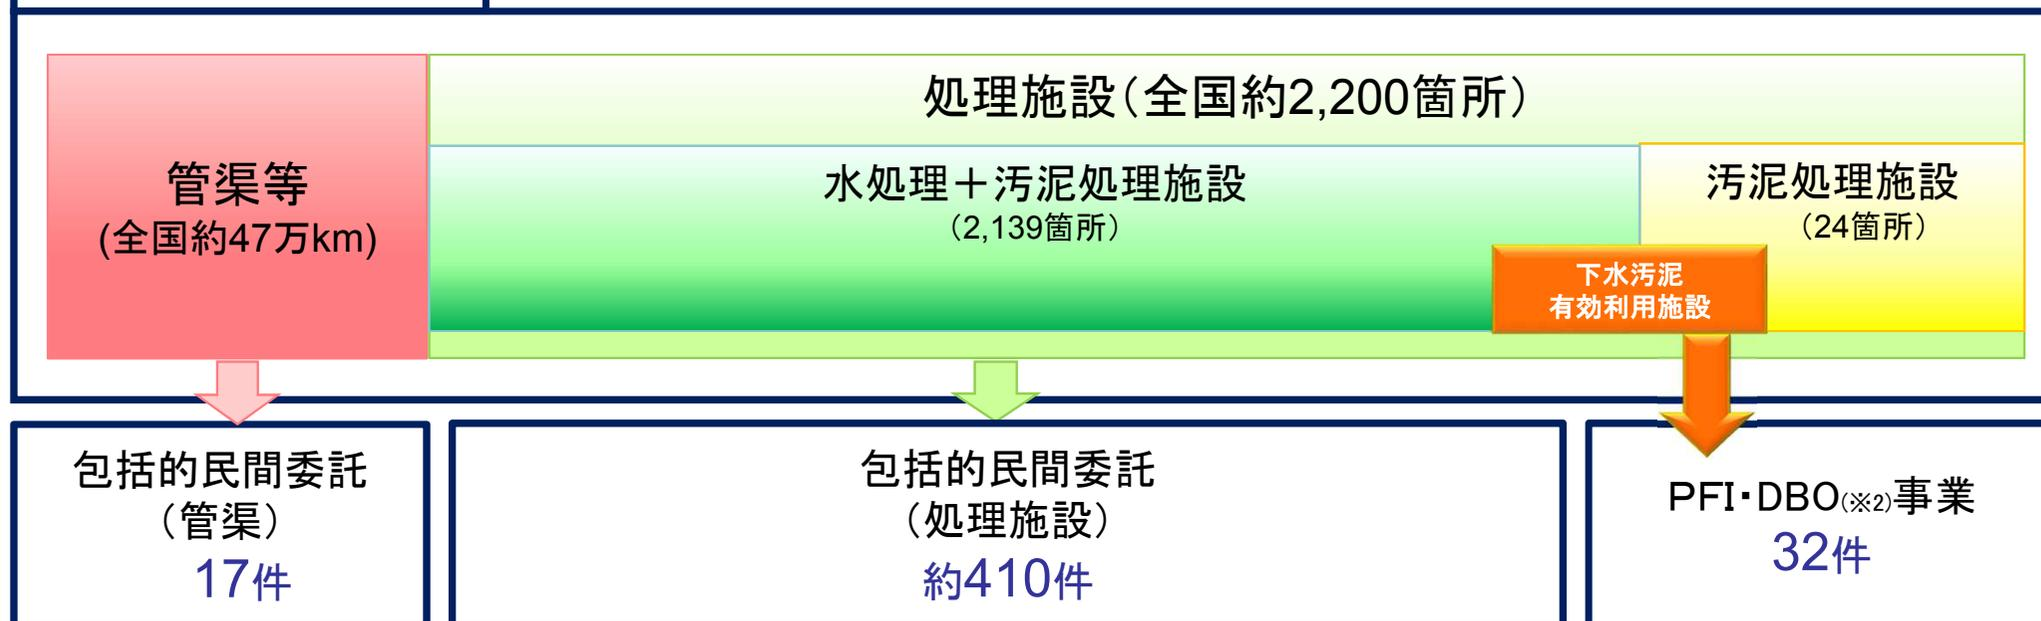 処理施設（全国約2,200箇所）
管渠等
(全国約47万km)
水処理＋汚泥処理施設
（2,139箇所）
汚泥処理施設
（24箇所）
下水汚泥
有効利用施設
包括的民間委託
（管渠）
17件
包括的民間委託
（処理施設）
約410件
PFI・DBO(※2)事業
32件